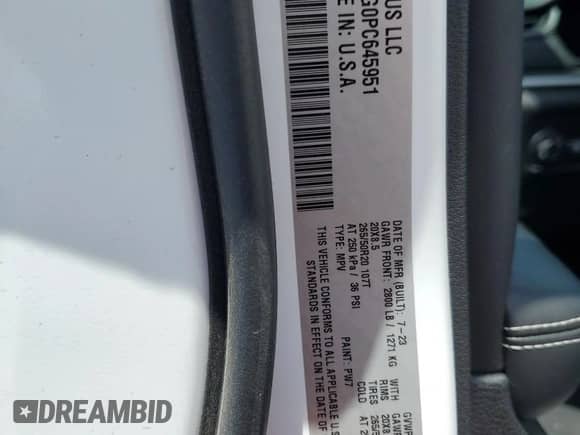 US LLC
G0PC645951
E IN: U.S.A.
DATE OF MFR (BUILT): 7-23
GAWR FRONT: 2800 LB / 1271 KG WITH
20X8.5 RIMS
265/50R20 107T TIRES
AT 250 kPa / 36 PSI COLD
TYPE: MPV PAINT: PW7
THIS VEHICLE CONFORMS TO ALL APPLICABLE U.S
STANDARDS IN EFFECT ON THE DATE OF
GVWR
GAW
20X8.
265/5
AT 2
DREAMBID